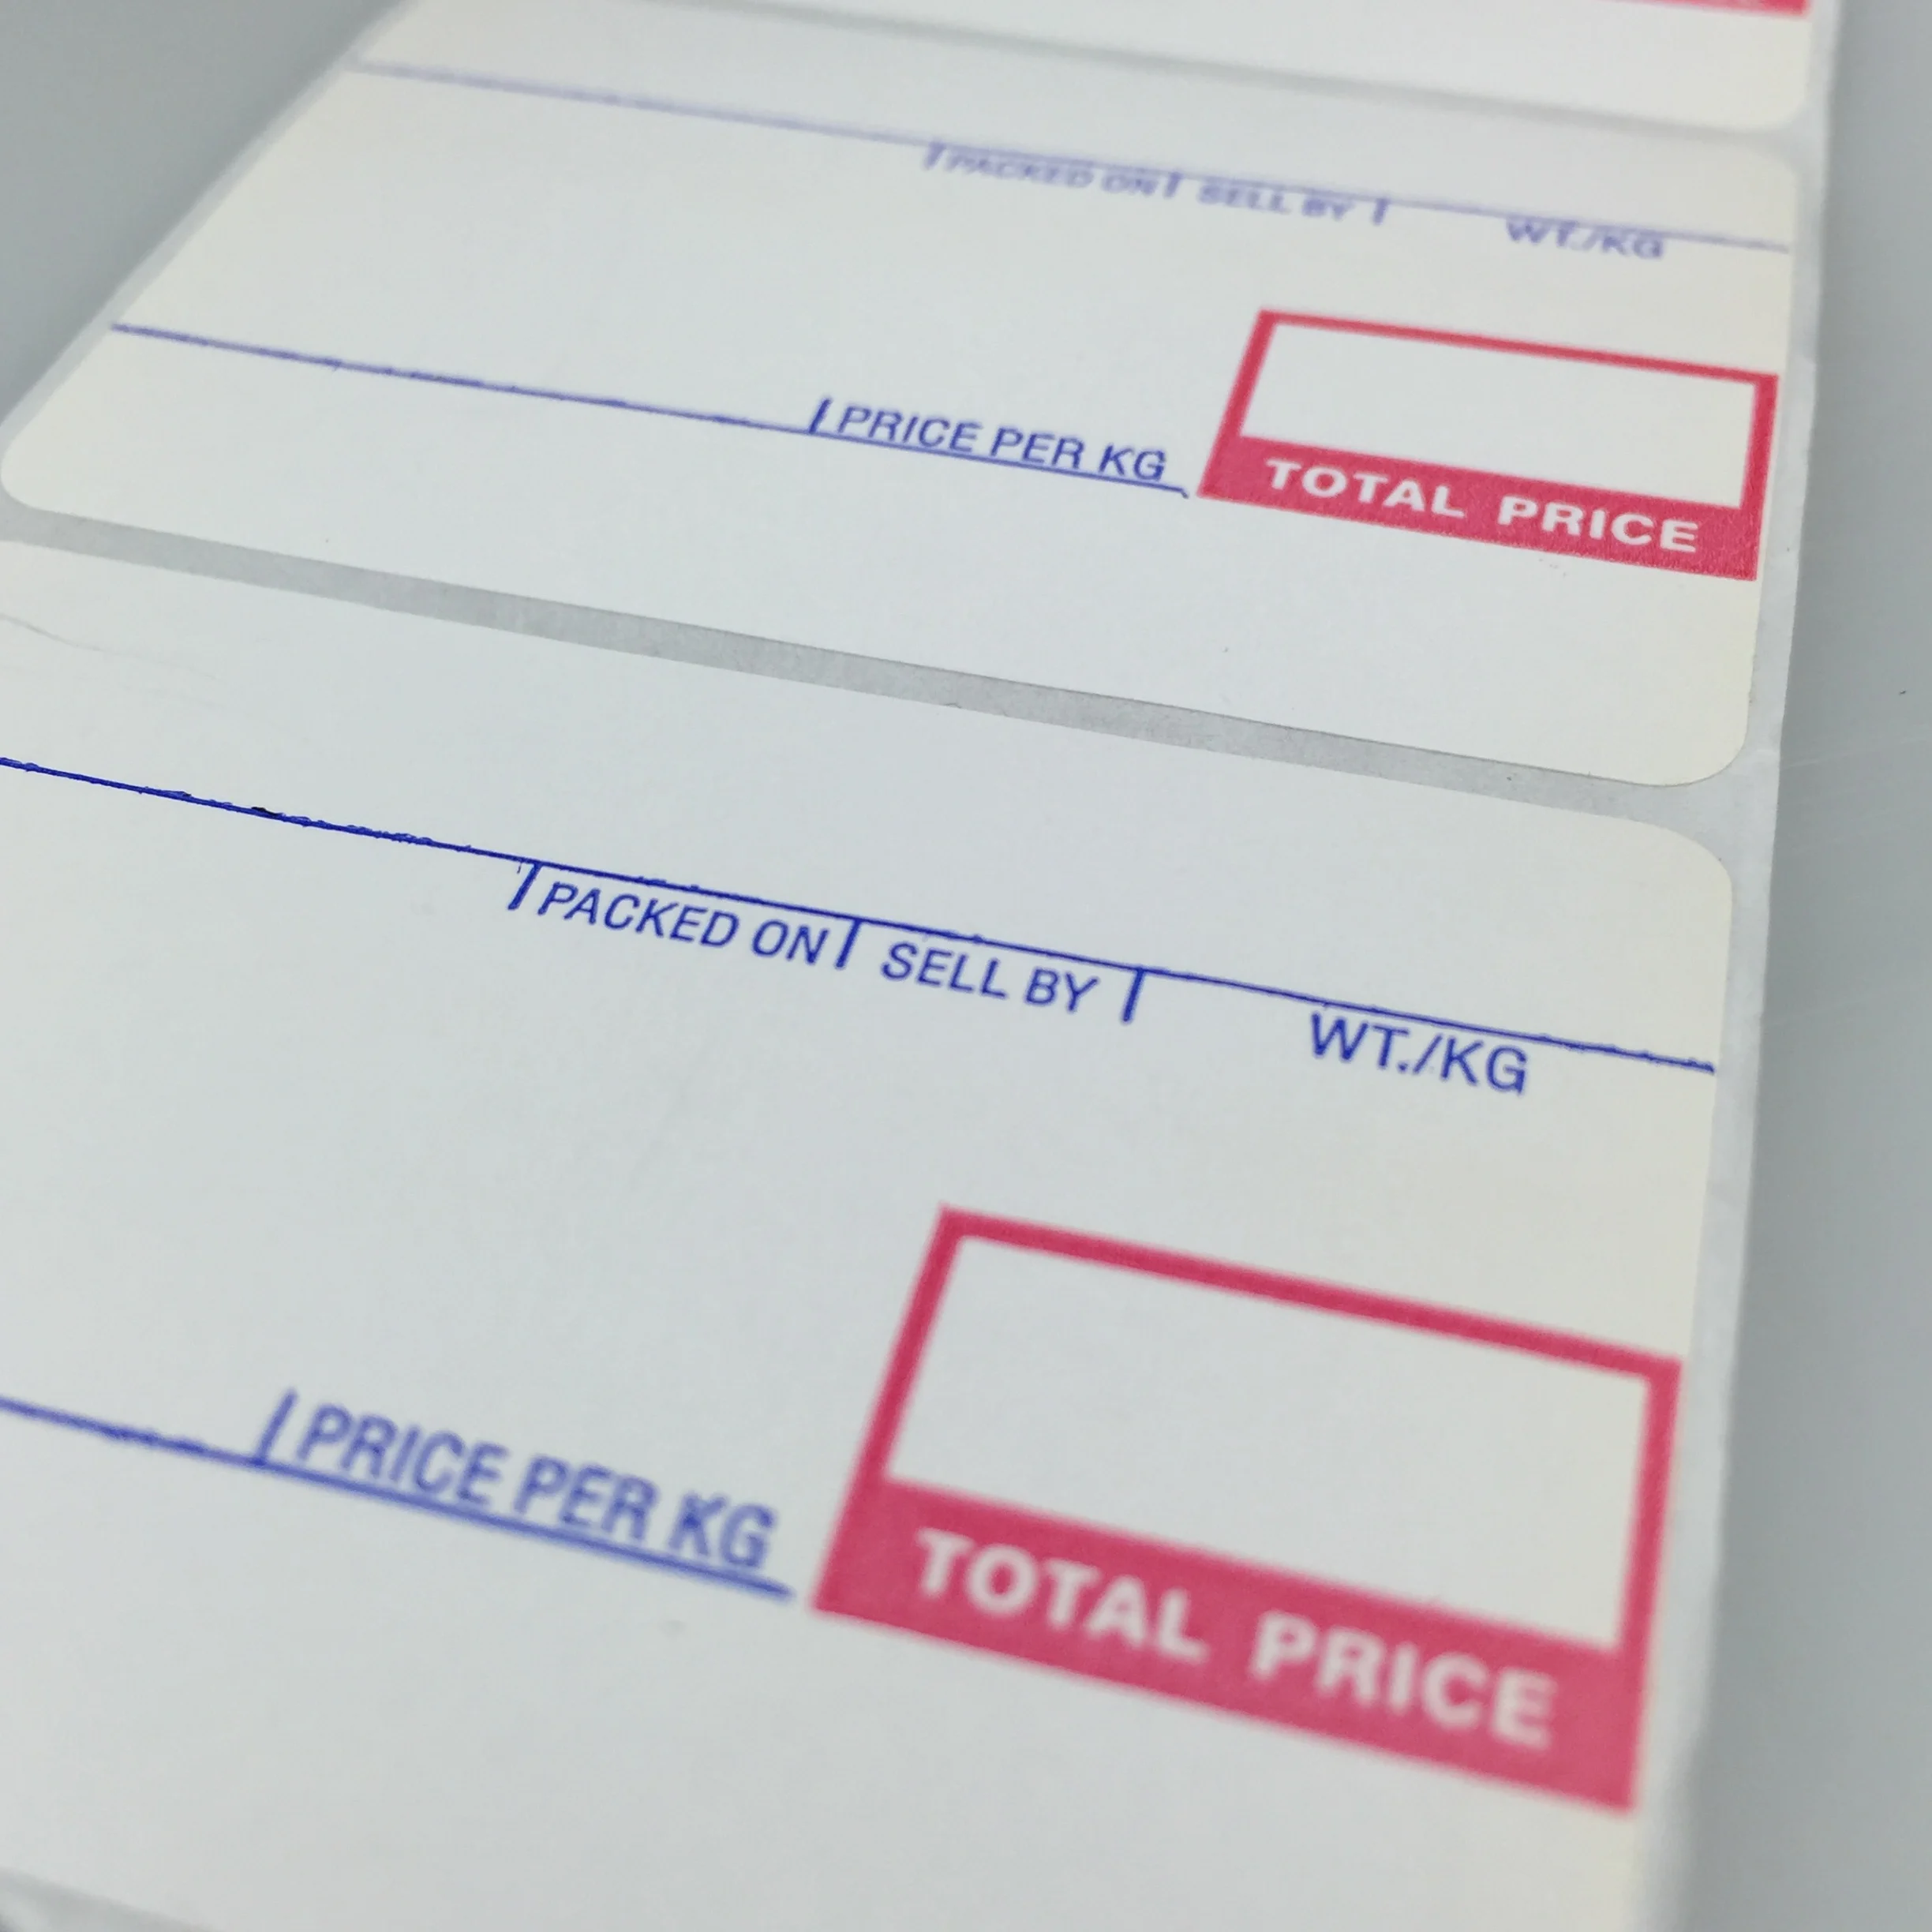 PACKED ON SELL BY WT./KG
PRICE PER KG
TOTAL PRICE
PACKED ON SELL BY WT./KG
PRICE PER KG
TOTAL PRICE